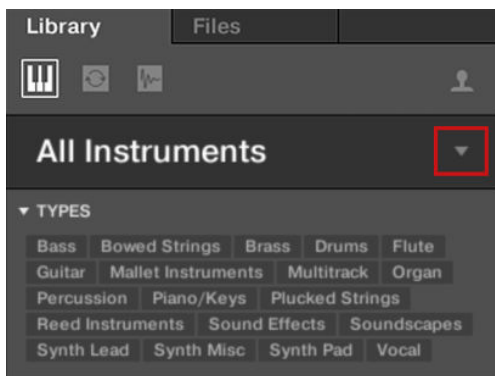 Library Files
All Instruments
TYPES
Bass Bowed Strings Brass Drums Flute
Guitar Mallet Instruments Multitrack Organ
Percussion Piano/Keys Plucked Strings
Reed Instruments Sound Effects Soundscapes
Synth Lead Synth Misc Synth Pad Vocal